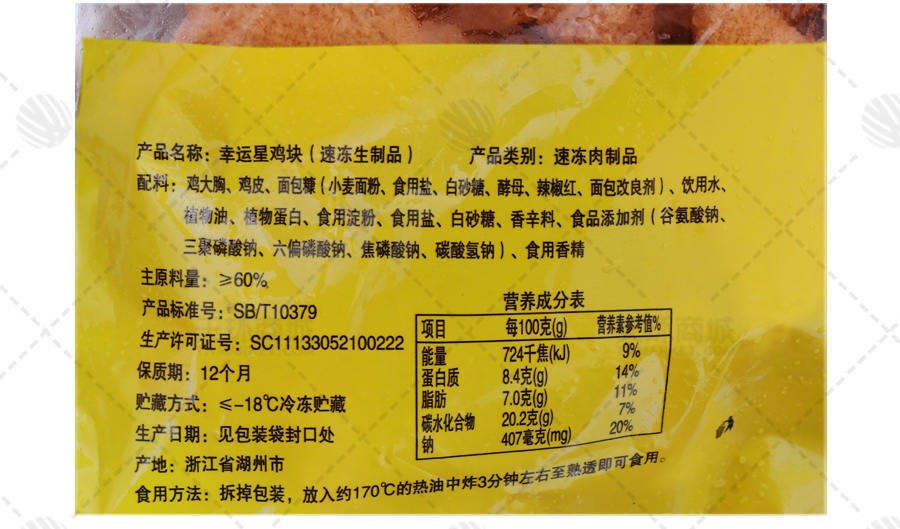 产品名称：幸运星鸡块（速冻生制品） 产品类别：速冻肉制品
配料：鸡大胸、鸡皮、面包糠（小麦面粉、食用盐、白砂糖、酵母、辣椒红、面包改良剂）、饮用水、
植物油、植物蛋白、食用淀粉、食用盐、白砂糖、香辛料、食品添加剂（谷氨酸钠、
三聚磷酸钠、六偏磷酸钠、焦磷酸钠、碳酸氢钠）、食用香精
主原料量：≥60%
产品标准号：SB/T10379
生产许可证号：SC11133052100222
保质期：12个月
贮藏方式：≤-18℃冷冻贮藏
生产日期：见包装袋封口处
产地：浙江省湖州市
食用方法：拆掉包装，放入约170℃的热油中炸3分钟左右至熟透即可食用。
营养成分表
项目 每100克(g) 营养素参考值%
能量 724千焦(kJ) 9%
蛋白质 8.4克(g) 14%
脂肪 7.0克(g) 11%
碳水化合物 20.2克(g) 7%
钠 407毫克(mg) 20%